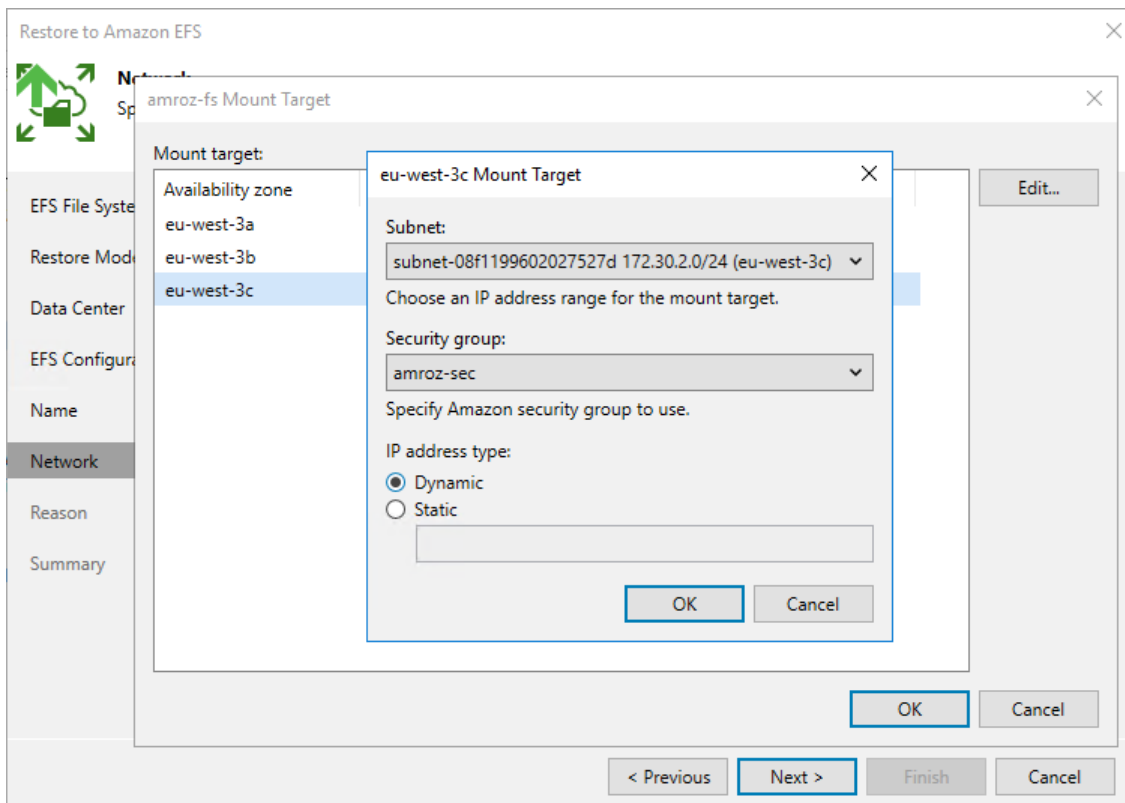 Restore to Amazon EFS
Network
Sp
amroz-fs Mount Target
Mount target:
Availability zone
eu-west-3a
eu-west-3b
eu-west-3c
Edit...
eu-west-3c Mount Target
Subnet:
subnet-08f1199602027527d 172.30.2.0/24 (eu-west-3c)
Choose an IP address range for the mount target.
Security group:
amroz-sec
Specify Amazon security group to use.
IP address type:
Dynamic
Static
OK Cancel
EFS File Syste
Restore Mode
Data Center
EFS Configura
Name
Network
Reason
Summary
OK Cancel
< Previous Next > Finish Cancel